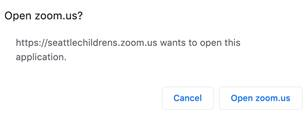 Open zoom.us?
https://seattlechildrens.zoom.us wants to open this
application.
Cancel
Open zoom.us